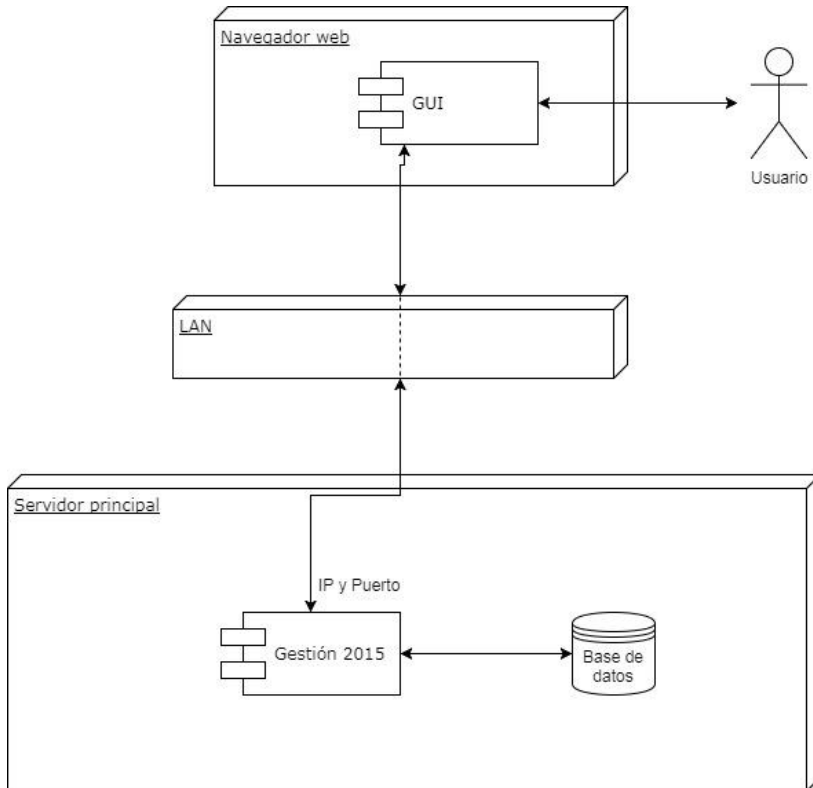 Navegador web
GUI
Usuario
LAN
Servidor principal
IP y Puerto
Gestión 2015
Base de
datos